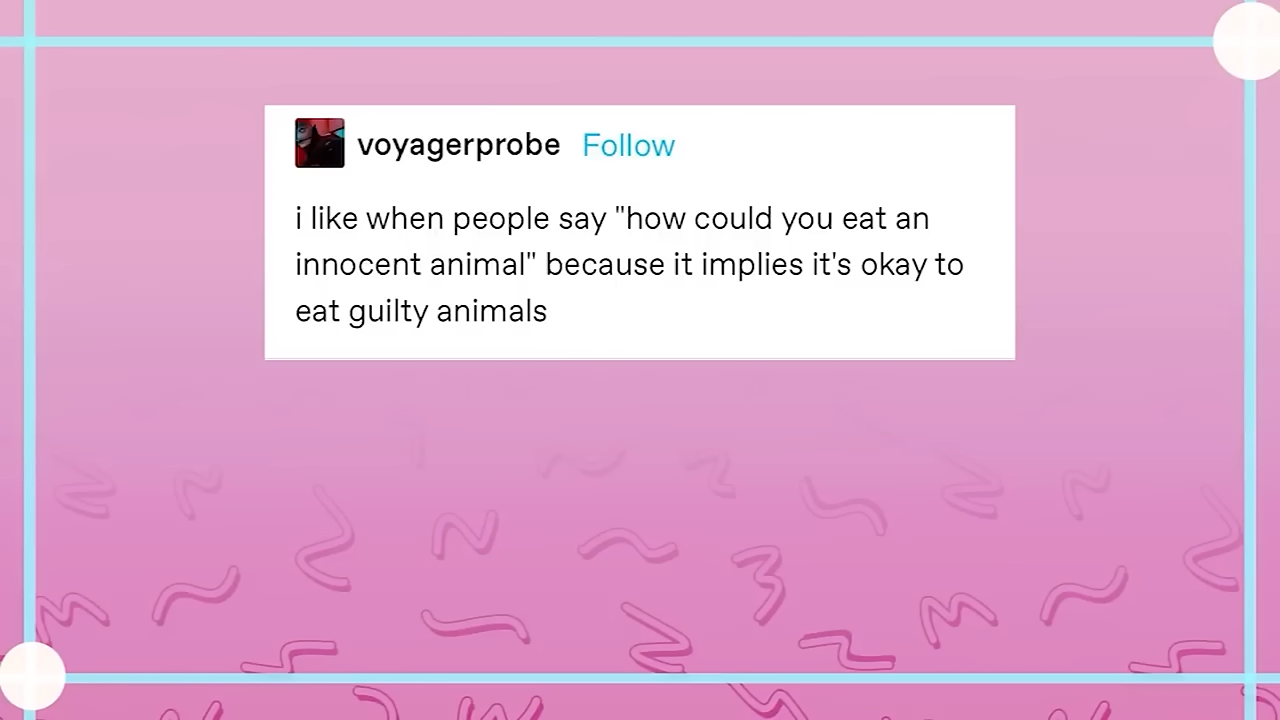 voyagerprobe Follow
i like when people say "how could you eat an
innocent animal" because it implies it's okay to
eat guilty animals